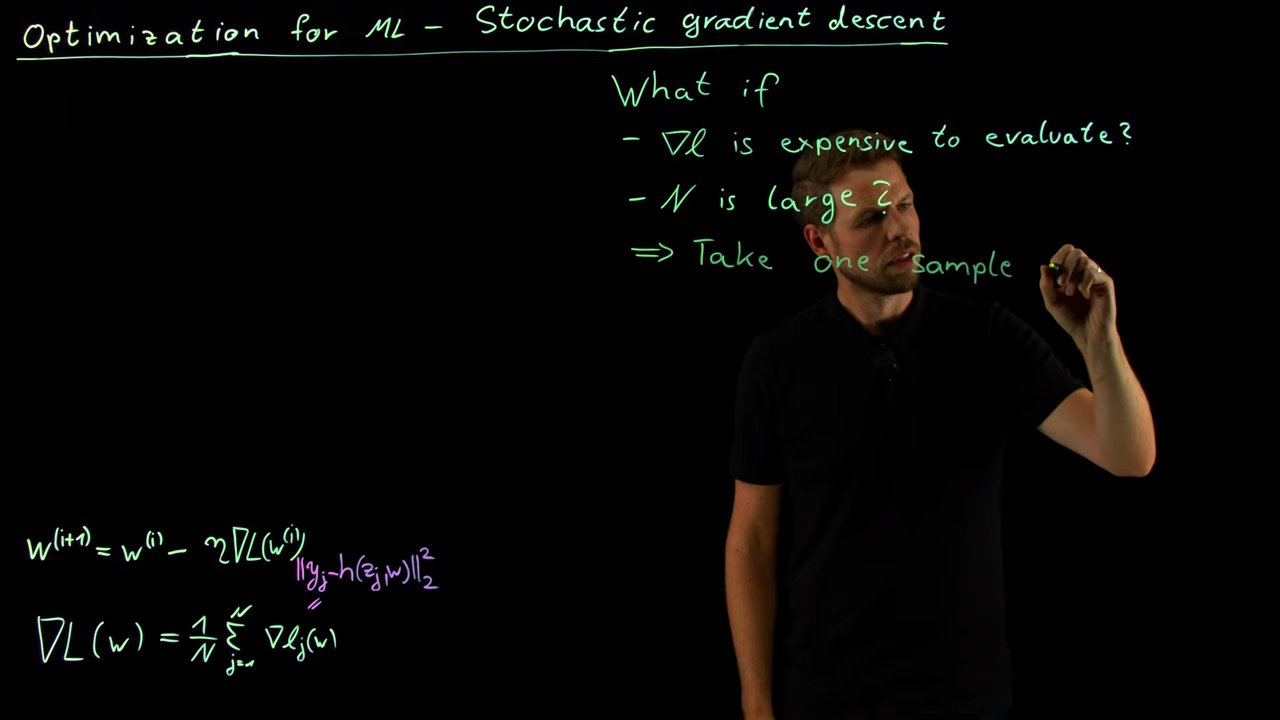 Optimization for ML – Stochastic gradient descent
What if
- ∇l is expensive to evaluate?
- N is large?
⇒ Take one sample
w^(i+1) = w^(i) – η∇L(w^(i))
||y_j – h(z_j, w)||_2^2
∇L(w) = 1/N ∑_{j=1}^N ∇l_j(w)